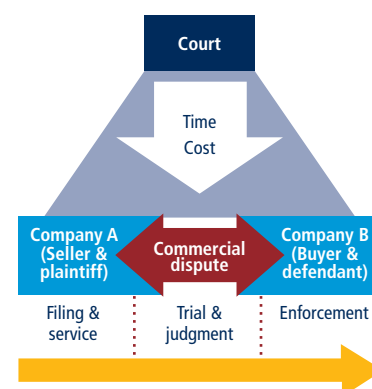 Court
Time
Cost
Company A
(Seller &
plaintiff)
Commercial
dispute
Company B
(Buyer &
defendant)
Filing &
service
Trial &
judgment
Enforcement